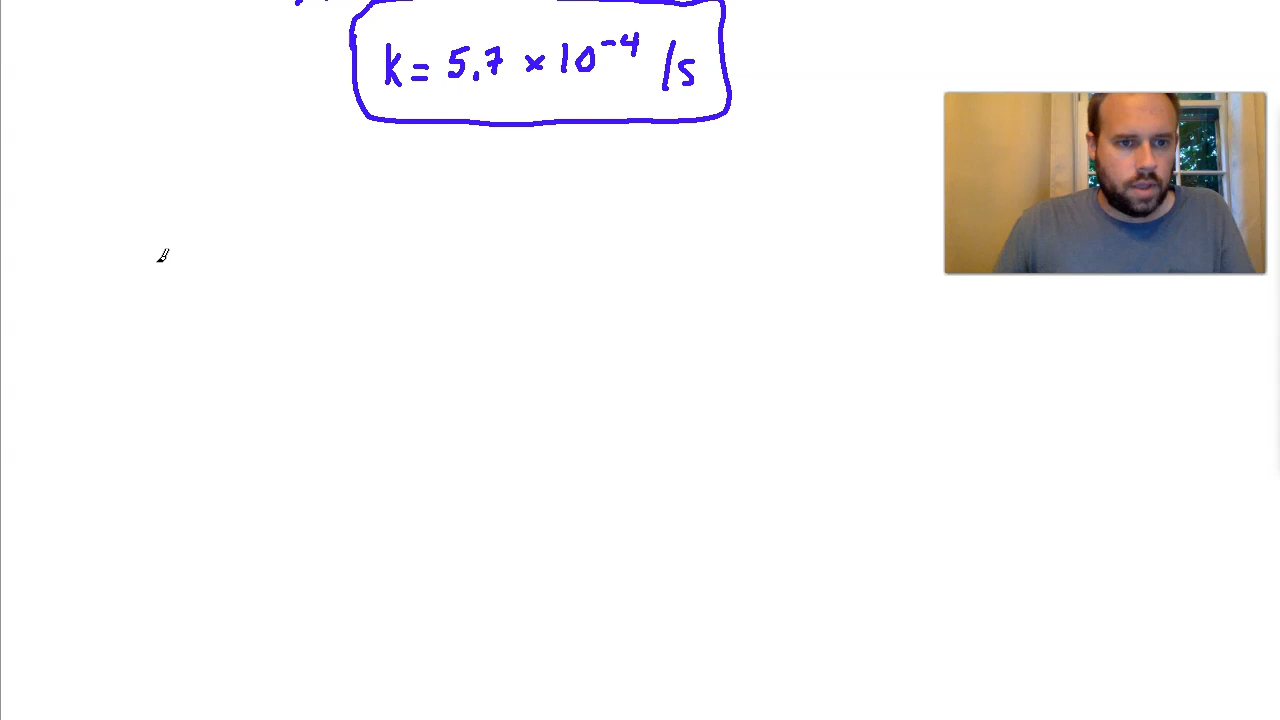 k = 5.7 × 10⁻⁴ /s